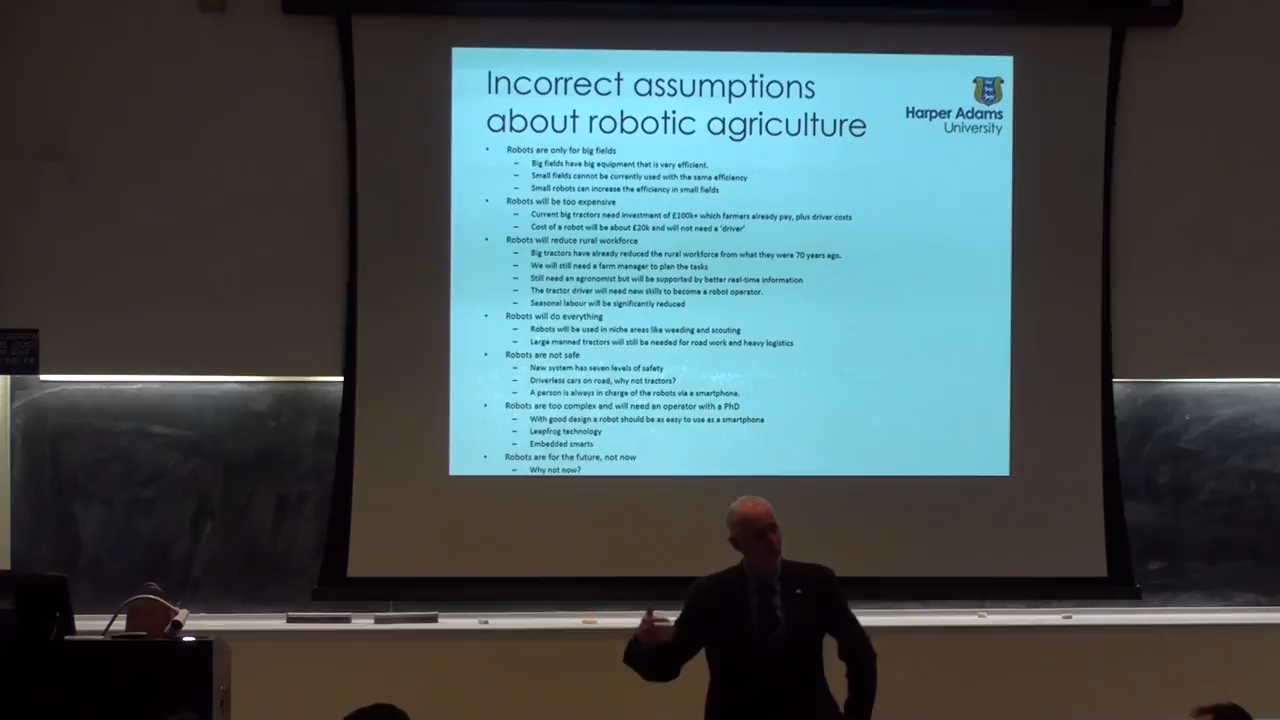 Incorrect assumptions
about robotic agriculture
Harper Adams
University
• Robots are only for big fields
– Big fields have big equipment that is very efficient.
– Small fields cannot be currently used with the same efficiency
– Small robots can increase the efficiency in small fields
• Robots will be too expensive
– Current big tractors need investment of £100k+ which farmers already pay, plus driver costs
– Cost of a robot will be about £20k and will not need a 'driver'
• Robots will reduce rural workforce
– Big tractors have already reduced the rural workforce from what they were 70 years ago.
– We will still need a farm manager to plan the tasks
– Still need an agronomist but will be supported by better real-time information
– The tractor driver will need new skills to become a robot operator.
– Seasonal labour will be significantly reduced
• Robots will do everything
– Robots will be used in niche areas like weeding and scouting
– Large manned tractors will still be needed for road work and heavy logistics
• Robots are not safe
– New system has seven levels of safety
– Driverless cars on road, why not tractors?
– A person is always in charge of the robots via a smartphone.
• Robots are too complex and will need an operator with a PhD
– With good design a robot should be as easy to use as a smartphone
– Leapfrog technology
– Embedded smarts
• Robots are for the future, not now
– Why not now?